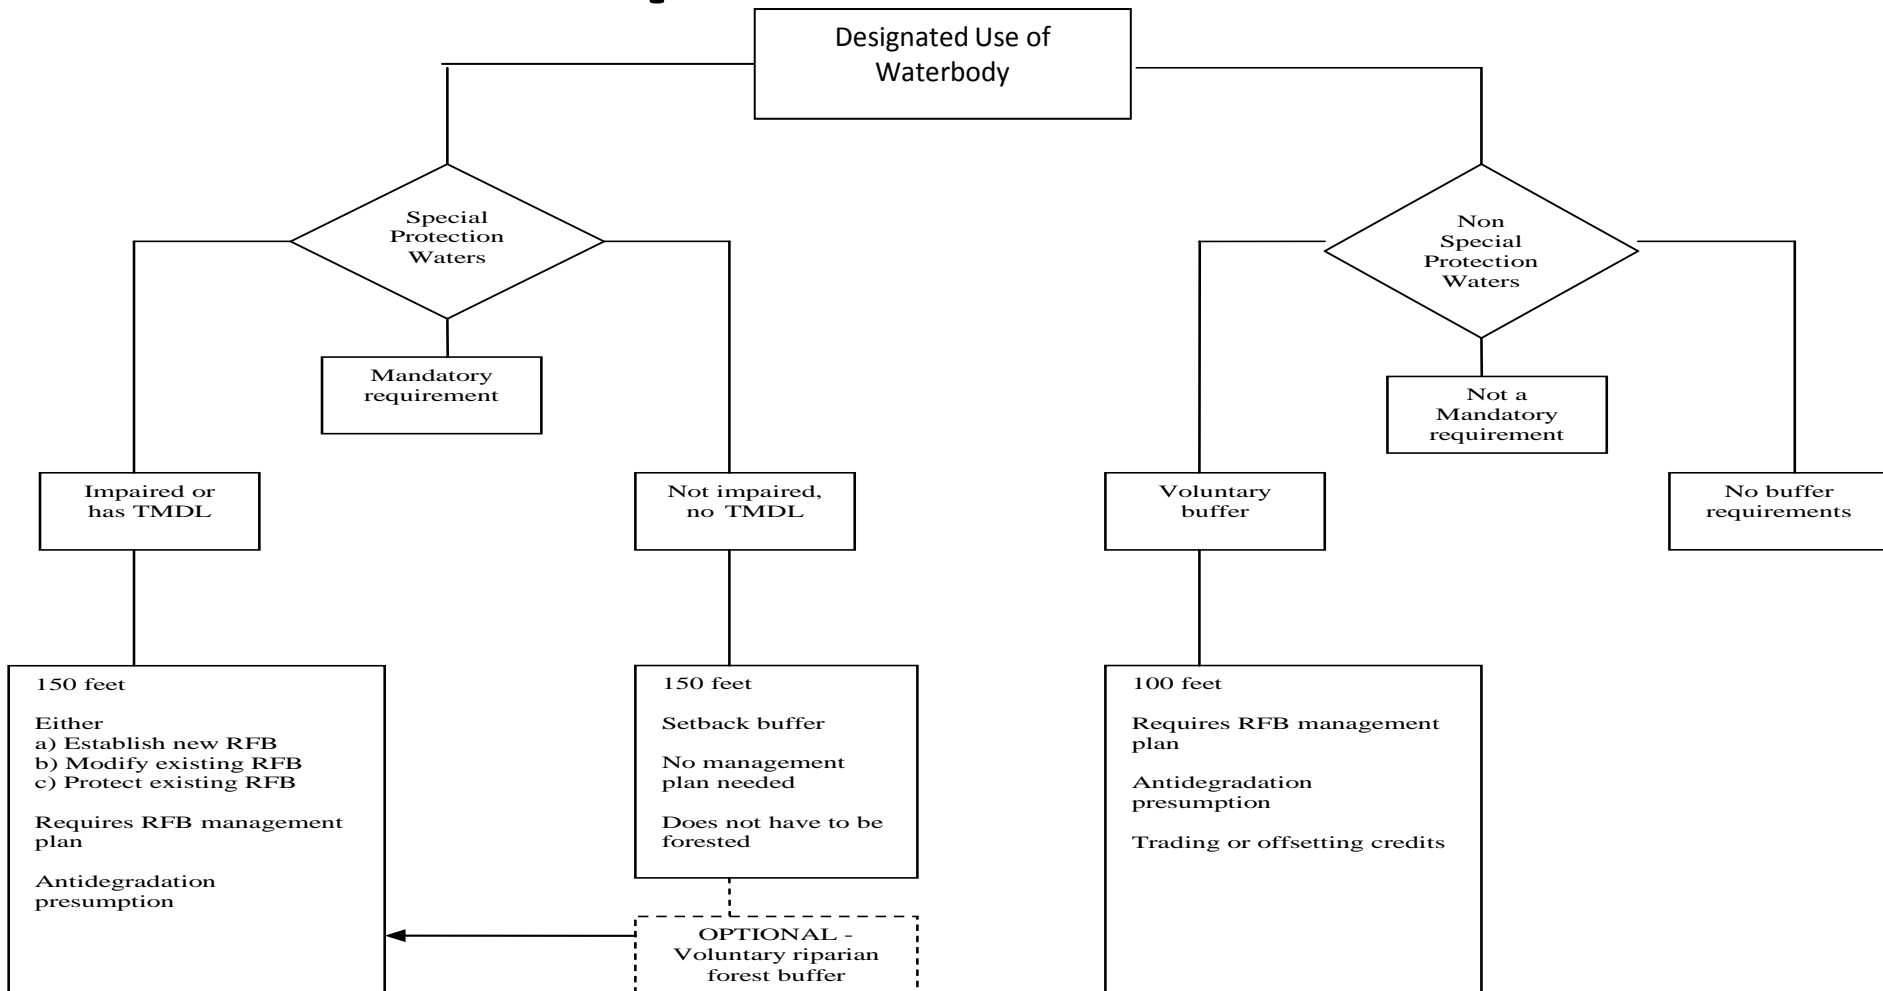 Designated Use of
Waterbody
Special
Protection
Waters
Non
Special
Protection
Waters
Mandatory
requirement
Not a
Mandatory
requirement
Impaired or
has TMDL
Not impaired,
no TMDL
Voluntary
buffer
No buffer
requirements
150 feet
Either
a) Establish new RFB
b) Modify existing RFB
c) Protect existing RFB
Requires RFB management
plan
Antidegradation
presumption
150 feet
Setback buffer
No management
plan needed
Does not have to be
forested
OPTIONAL -
Voluntary riparian
forest buffer
100 feet
Requires RFB management
plan
Antidegradation
presumption
Trading or offsetting credits